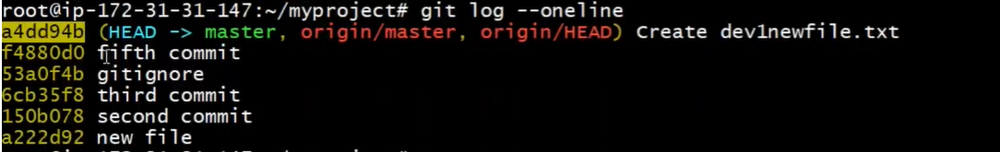 root@ip-172-31-31-147:~/myproject# git log --oneline
a4dd94b (HEAD -> master, origin/master, origin/HEAD) Create dev1newfile.txt
f4880d0 fifth commit
53a0f4b gitignore
6cb35f8 third commit
150b078 second commit
a222d92 new file